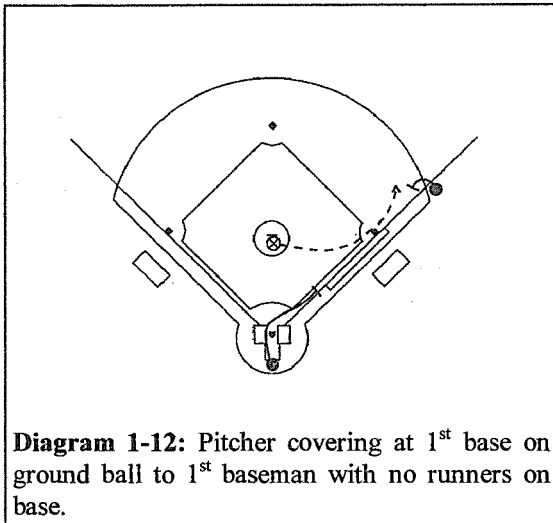 Diagram 1-12: Pitcher covering at 1st base on
ground ball to 1st baseman with no runners on
base.